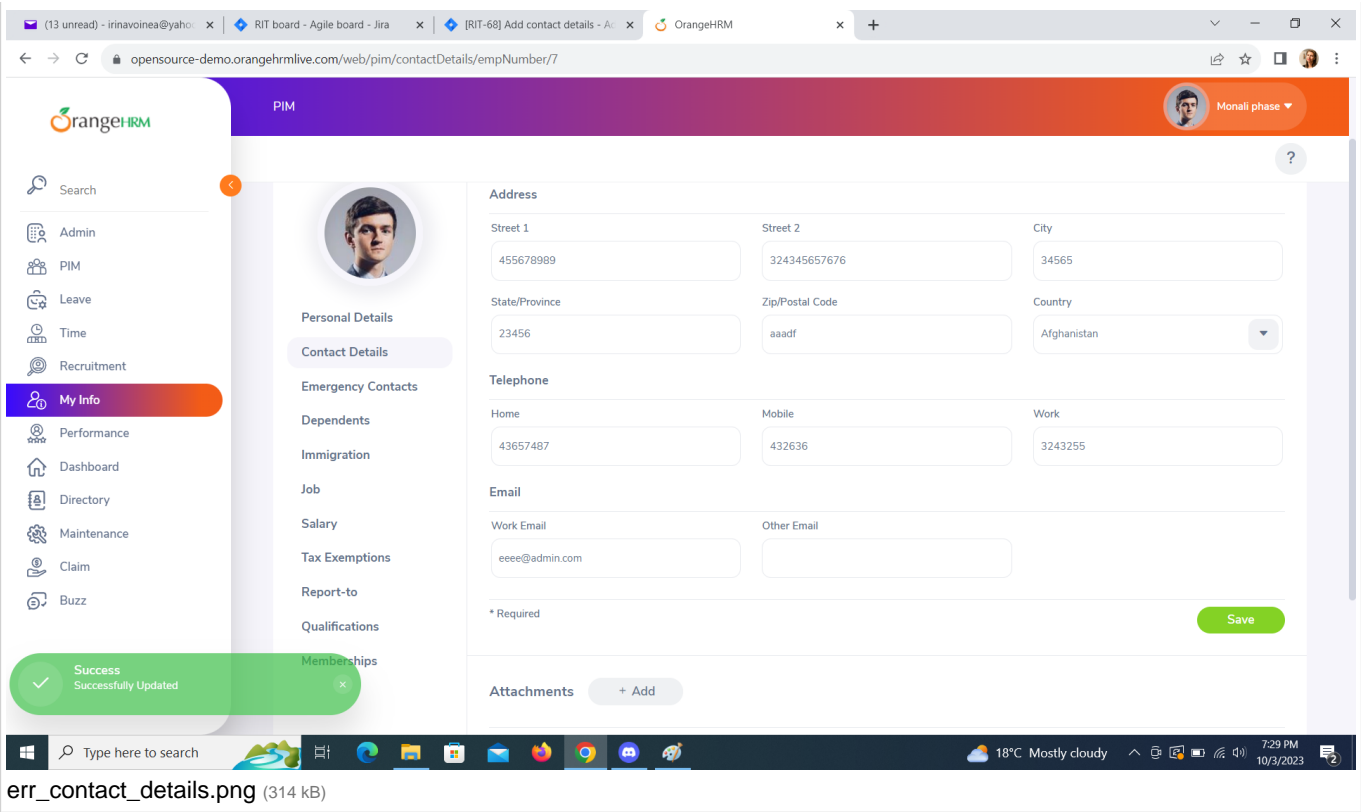 (13 unread) - irinavoinea@yaho
RIT board - Agile board - Jira
[RIT-68] Add contact details - Ag
OrangeHRM
opensource-demo.orangehrmlive.com/web/pim/contactDetails/empNumber/7
OrangeHRM
PIM
Monali phase
?
Search
Admin
PIM
Leave
Time
Recruitment
My Info
Performance
Dashboard
Directory
Maintenance
Claim
Buzz
Personal Details
Contact Details
Emergency Contacts
Dependents
Immigration
Job
Salary
Tax Exemptions
Report-to
Qualifications
Memberships
Address
Street 1 Street 2 City
455678989 324345657676 34565
State/Province Zip/Postal Code Country
23456 aaadf Afghanistan
Telephone
Home Mobile Work
43657487 432636 3243255
Email
Work Email Other Email
eeee@admin.com
* Required
Save
Attachments + Add
Success
Successfully Updated
Type here to search
18°C Mostly cloudy
7:29 PM
10/3/2023
2
err_contact_details.png (314 kB)